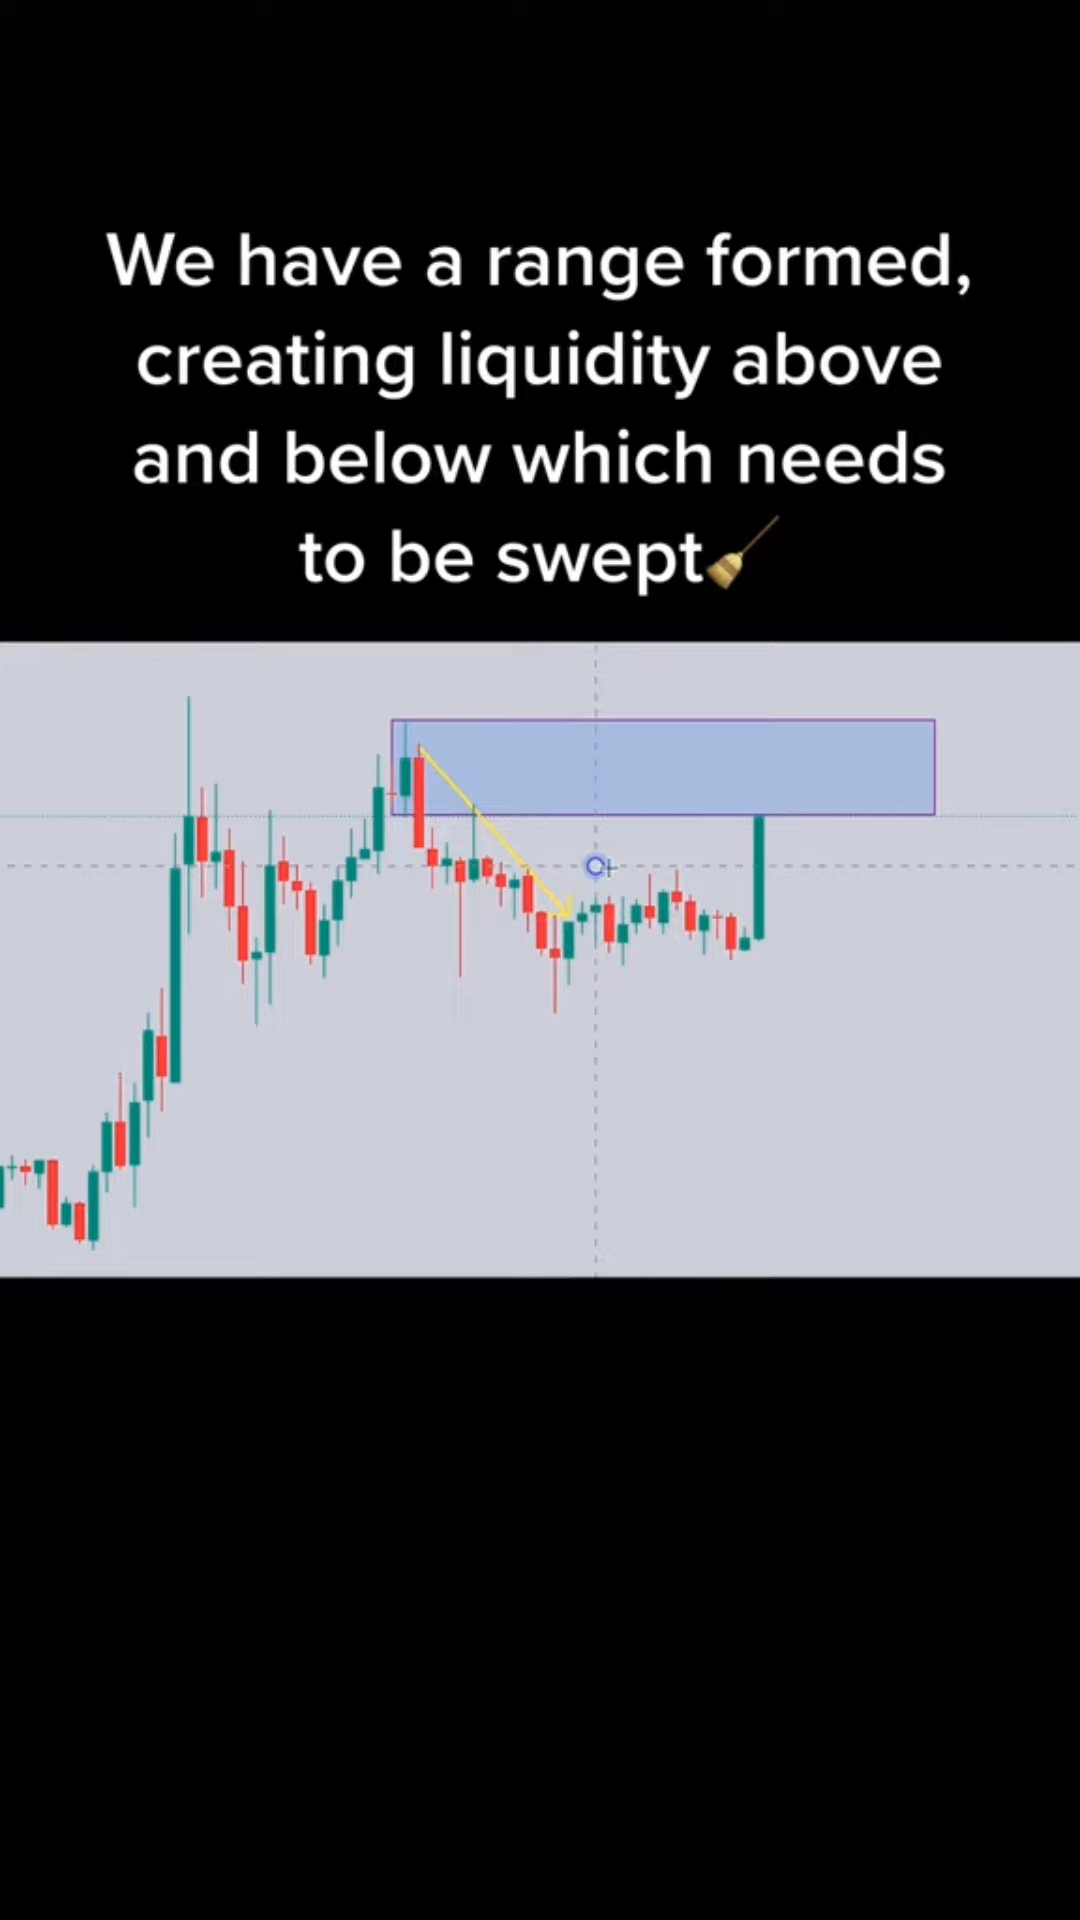 We have a range formed,
creating liquidity above
and below which needs
to be swept🧹